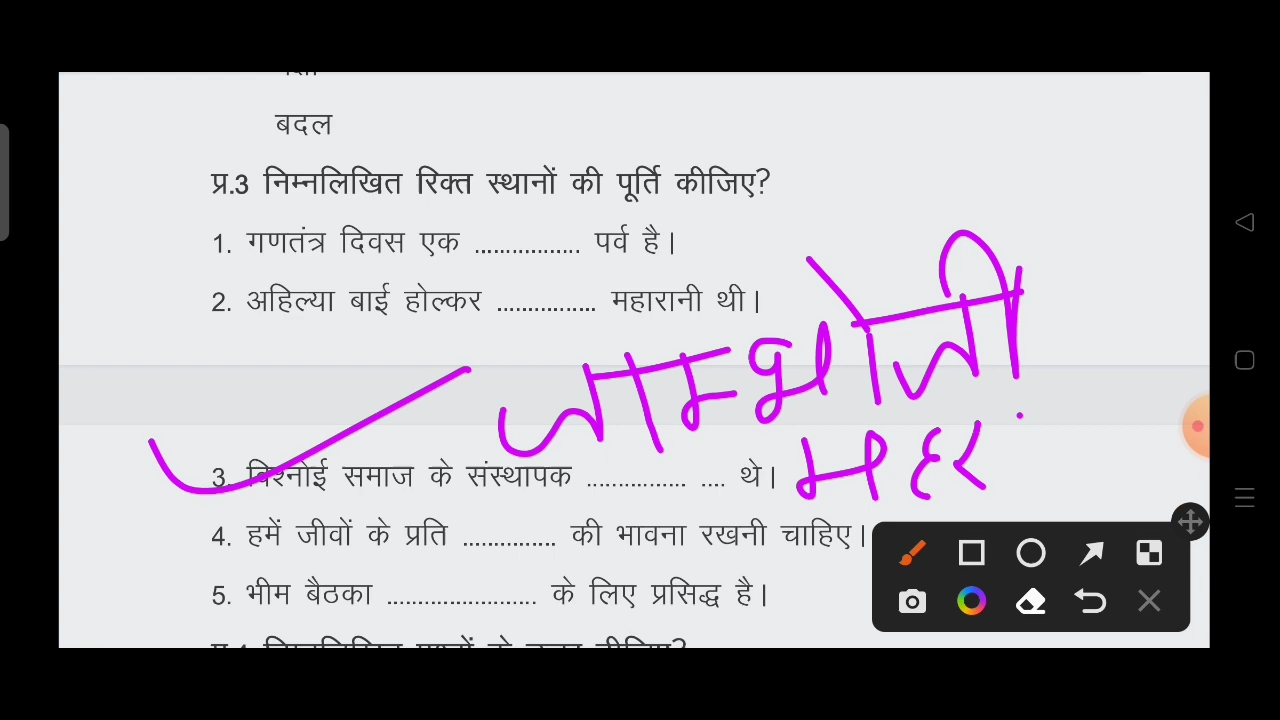 बदल
प्र.3 निम्नलिखित रिक्त स्थानों की पूर्ति कीजिए?
1. गणतंत्र दिवस एक ................. पर्व है।
2. अहिल्या बाई होल्कर ................ महारानी थी।
3. विश्नोई समाज के संस्थापक ................ .... थे।
4. हमें जीवों के प्रति ............... की भावना रखनी चाहिए।
5. भीम बैठका ........................ के लिए प्रसिद्ध है।